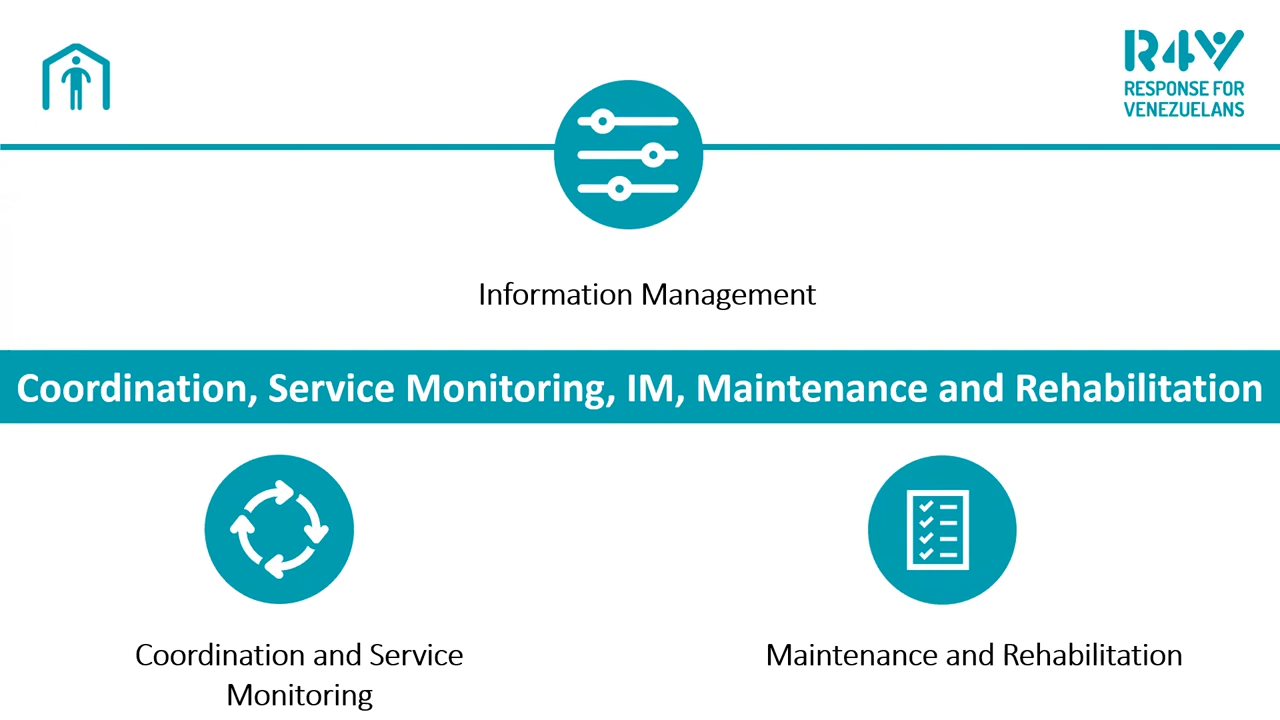 R4V
RESPONSE FOR
VENEZUELANS
Information Management
Coordination, Service Monitoring, IM, Maintenance and Rehabilitation
Coordination and Service
Monitoring
Maintenance and Rehabilitation